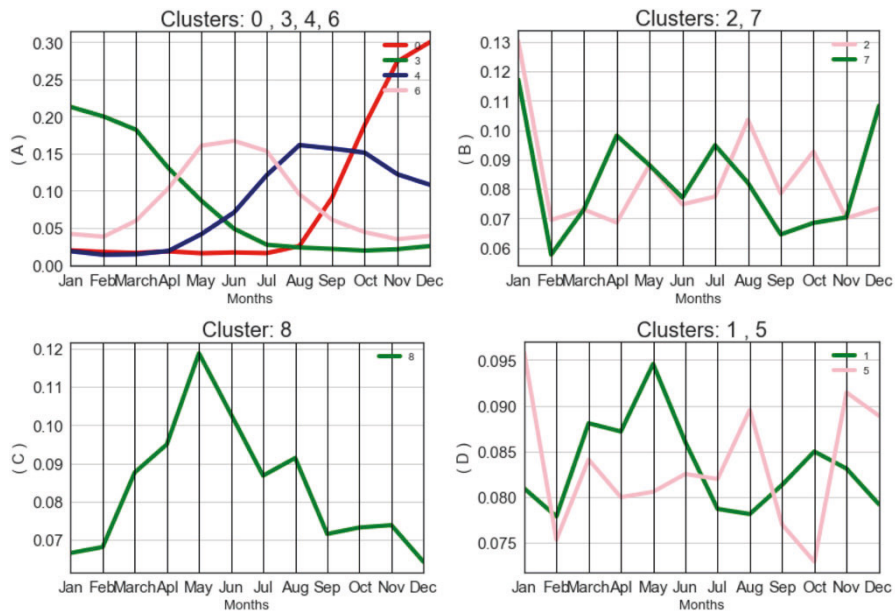 Clusters: 0 , 3, 4, 6
0
3
4
6
( A )
0.30
0.25
0.20
0.15
0.10
0.05
0.00
Jan Feb March Apl May Jun Jul Aug Sep Oct Nov Dec
Months
Clusters: 2, 7
2
7
( B )
0.13
0.12
0.11
0.10
0.09
0.08
0.07
0.06
Jan Feb March Apl May Jun Jul Aug Sep Oct Nov Dec
Months
Cluster: 8
8
( C )
0.12
0.11
0.10
0.09
0.08
0.07
Jan Feb March Apl May Jun Jul Aug Sep Oct Nov Dec
Months
Clusters: 1 , 5
1
5
( D )
0.095
0.090
0.085
0.080
0.075
Jan Feb March Apl May Jun Jul Aug Sep Oct Nov Dec
Months